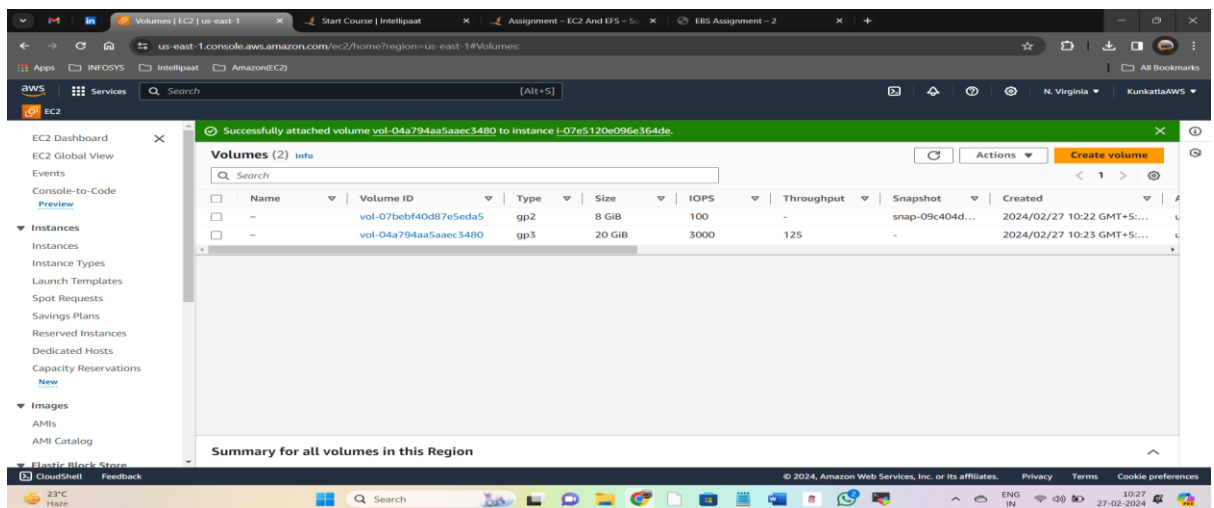 Volumes | EC2 | us-east-1
Start Course | Intellipaat
Assignment – EC2 And EFS – So
EBS Assignment – 2
us-east-1.console.aws.amazon.com/ec2/home?region=us-east-1#Volumes:
Apps INFOSYS Intellipaat Amazon(EC2) All Bookmarks
aws Services Search [Alt+S] N. Virginia KunkatlaAWS
EC2
Successfully attached volume vol-04a794aa5aaec3480 to instance i-07e5120e096e364de.
EC2 Dashboard
EC2 Global View
Events
Console-to-Code
Preview
Instances
Instances
Instance Types
Launch Templates
Spot Requests
Savings Plans
Reserved Instances
Dedicated Hosts
Capacity Reservations
New
Images
AMIs
AMI Catalog
Elastic Block Store
Volumes (2) Info
Actions Create volume
Search
1
Name Volume ID Type Size IOPS Throughput Snapshot Created
– vol-07bebf40d87e5eda5 gp2 8 GiB 100 - snap-09c404d... 2024/02/27 10:22 GMT+5:...
– vol-04a794aa5aaec3480 gp3 20 GiB 3000 125 - 2024/02/27 10:23 GMT+5:...
Summary for all volumes in this Region
CloudShell Feedback © 2024, Amazon Web Services, Inc. or its affiliates. Privacy Terms Cookie preferences
23°C
Haze
Search
ENG
IN
10:27
27-02-2024